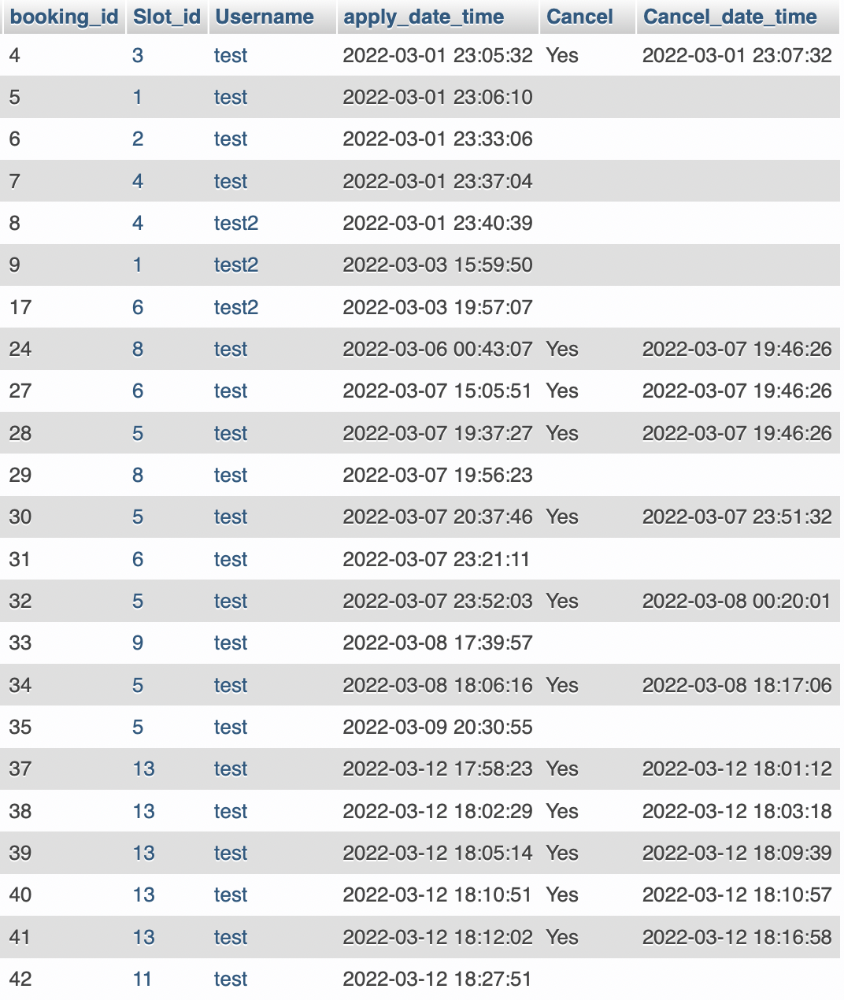 booking_id Slot_id Username apply_date_time Cancel Cancel_date_time
4 3 test 2022-03-01 23:05:32 Yes 2022-03-01 23:07:32
5 1 test 2022-03-01 23:06:10
6 2 test 2022-03-01 23:33:06
7 4 test 2022-03-01 23:37:04
8 4 test2 2022-03-01 23:40:39
9 1 test2 2022-03-03 15:59:50
17 6 test2 2022-03-03 19:57:07
24 8 test 2022-03-06 00:43:07 Yes 2022-03-07 19:46:26
27 6 test 2022-03-07 15:05:51 Yes 2022-03-07 19:46:26
28 5 test 2022-03-07 19:37:27 Yes 2022-03-07 19:46:26
29 8 test 2022-03-07 19:56:23
30 5 test 2022-03-07 20:37:46 Yes 2022-03-07 23:51:32
31 6 test 2022-03-07 23:21:11
32 5 test 2022-03-07 23:52:03 Yes 2022-03-08 00:20:01
33 9 test 2022-03-08 17:39:57
34 5 test 2022-03-08 18:06:16 Yes 2022-03-08 18:17:06
35 5 test 2022-03-09 20:30:55
37 13 test 2022-03-12 17:58:23 Yes 2022-03-12 18:01:12
38 13 test 2022-03-12 18:02:29 Yes 2022-03-12 18:03:18
39 13 test 2022-03-12 18:05:14 Yes 2022-03-12 18:09:39
40 13 test 2022-03-12 18:10:51 Yes 2022-03-12 18:10:57
41 13 test 2022-03-12 18:12:02 Yes 2022-03-12 18:16:58
42 11 test 2022-03-12 18:27:51